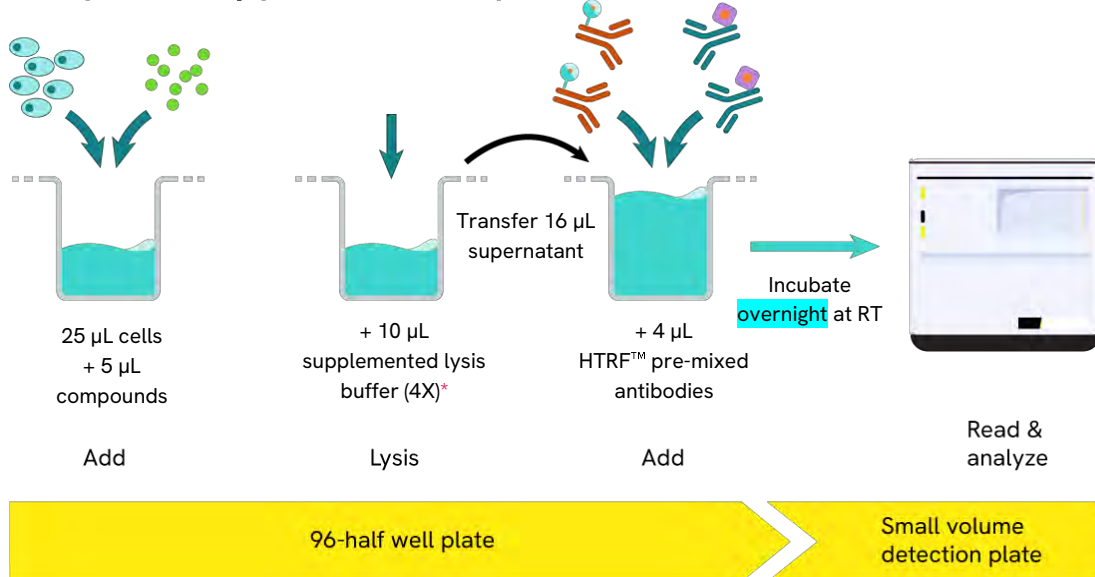 Transfer 16 µL
supernatant
Incubate
overnight at RT
25 µL cells
+ 5 µL
compounds
+ 10 µL
supplemented lysis
buffer (4X)*
+ 4 µL
HTRF™ pre-mixed
antibodies
Add
Lysis
Add
Read &
analyze
96-half well plate
Small volume
detection plate